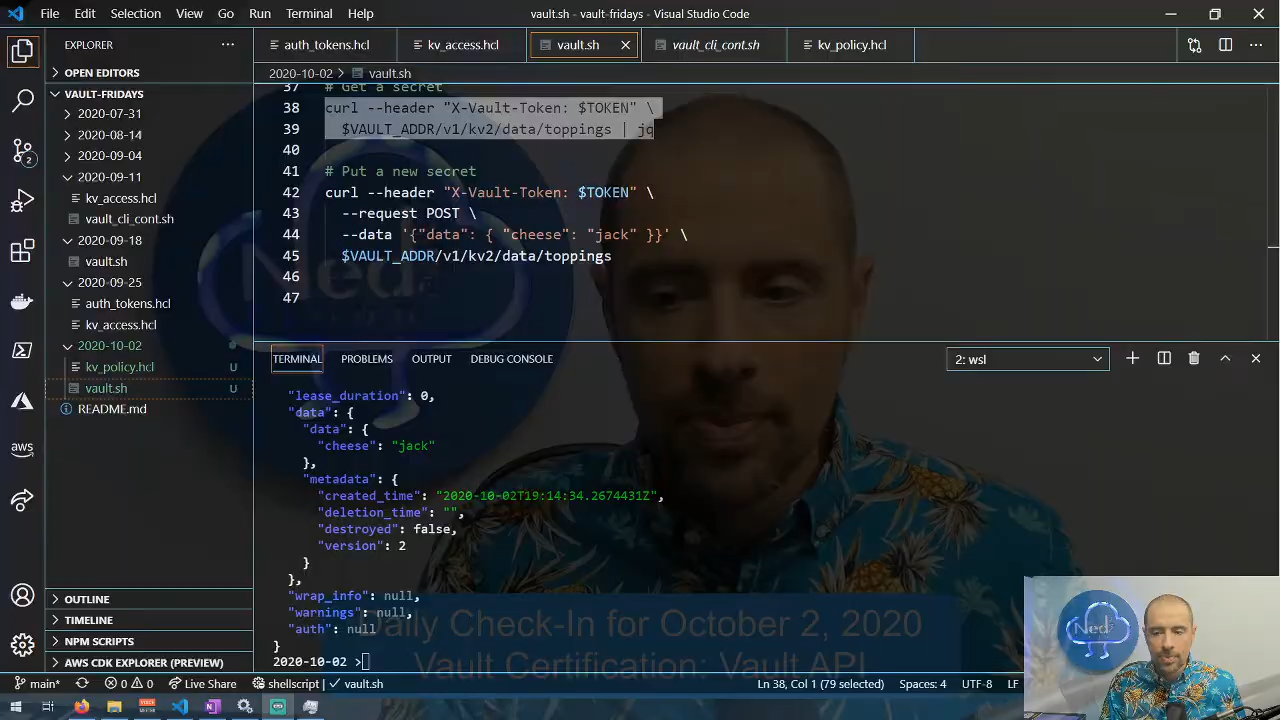 File Edit Selection View Go Run Terminal Help
vault.sh - vault-fridays - Visual Studio Code
EXPLORER
auth_tokens.hcl kv_access.hcl vault.sh vault_cli_cont.sh kv_policy.hcl
OPEN EDITORS
2020-10-02 > vault.sh
VAULT-FRIDAYS
2020-07-31
2020-08-14
2020-09-04
2020-09-11
kv_access.hcl
vault_cli_cont.sh
2020-09-18
vault.sh
2020-09-25
auth_tokens.hcl
kv_access.hcl
2020-10-02
kv_policy.hcl U
vault.sh U
README.md
OUTLINE
TIMELINE
NPM SCRIPTS
AWS CDK EXPLORER (PREVIEW)
2
aws
37 # Get a secret
38 curl --header "X-Vault-Token: $TOKEN" \
39 $VAULT_ADDR/v1/kv2/data/toppings | jq
40
41 # Put a new secret
42 curl --header "X-Vault-Token: $TOKEN" \
43 --request POST \
44 --data '{"data": { "cheese": "jack" }}' \
45 $VAULT_ADDR/v1/kv2/data/toppings
46
47
TERMINAL PROBLEMS OUTPUT DEBUG CONSOLE
2: wsl
"lease_duration": 0,
"data": {
"data": {
"cheese": "jack"
},
"metadata": {
"created_time": "2020-10-02T19:14:34.2674431Z",
"deletion_time": "",
"destroyed": false,
"version": 2
}
},
"wrap_info": null,
"warnings": null,
"auth": null
}
2020-10-02 >
Daily Check-In for October 2, 2020
Vault Certification: Vault API
Ned
main* 0 0 Live Share shellscript vault.sh
Ln 38, Col 1 (79 selected) Spaces: 4 UTF-8 LF